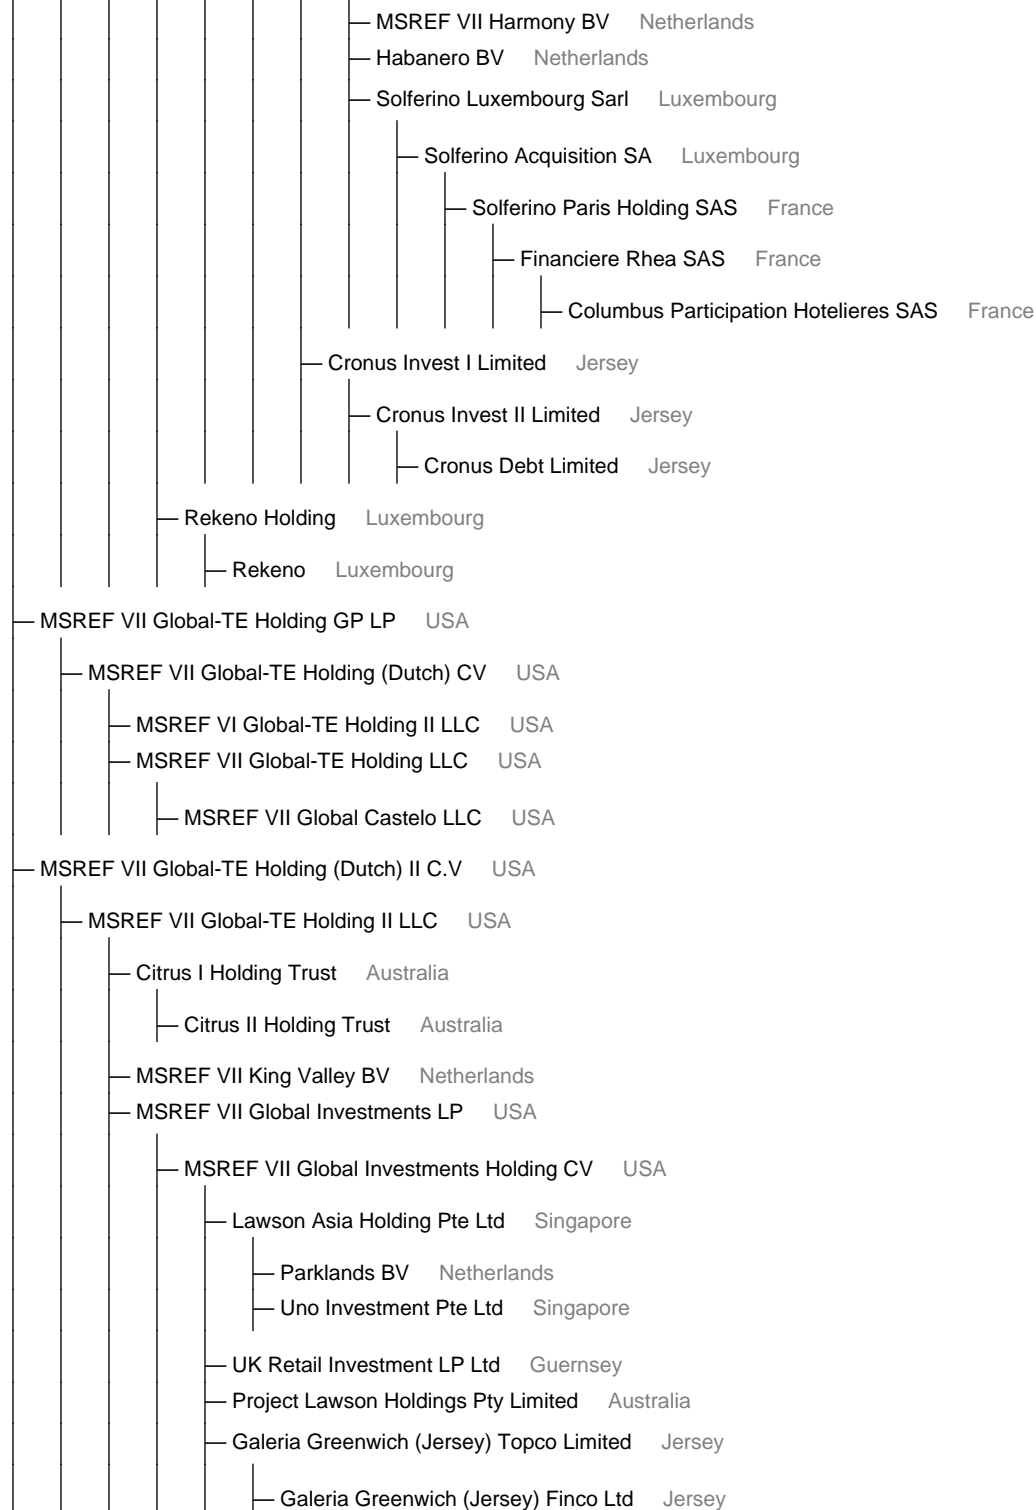 MSREF VII Harmony BV Netherlands
Habanero BV Netherlands
Solferino Luxembourg Sarl Luxembourg
Solferino Acquisition SA Luxembourg
Solferino Paris Holding SAS France
Financiere Rhea SAS France
Columbus Participation Hotelieres SAS France
Cronus Invest I Limited Jersey
Cronus Invest II Limited Jersey
Cronus Debt Limited Jersey
Rekeno Holding Luxembourg
Rekeno Luxembourg
MSREF VII Global-TE Holding GP LP USA
MSREF VII Global-TE Holding (Dutch) CV USA
MSREF VI Global-TE Holding II LLC USA
MSREF VII Global-TE Holding LLC USA
MSREF VII Global Castelo LLC USA
MSREF VII Global-TE Holding (Dutch) II C.V USA
MSREF VII Global-TE Holding II LLC USA
Citrus I Holding Trust Australia
Citrus II Holding Trust Australia
MSREF VII King Valley BV Netherlands
MSREF VII Global Investments LP USA
MSREF VII Global Investments Holding CV USA
Lawson Asia Holding Pte Ltd Singapore
Parklands BV Netherlands
Uno Investment Pte Ltd Singapore
UK Retail Investment LP Ltd Guernsey
Project Lawson Holdings Pty Limited Australia
Galeria Greenwich (Jersey) Topco Limited Jersey
Galeria Greenwich (Jersey) Finco Ltd Jersey